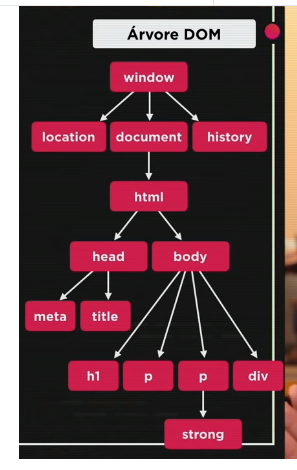 Árvore DOM
window
location document history
html
head body
meta title
h1 p p div
strong